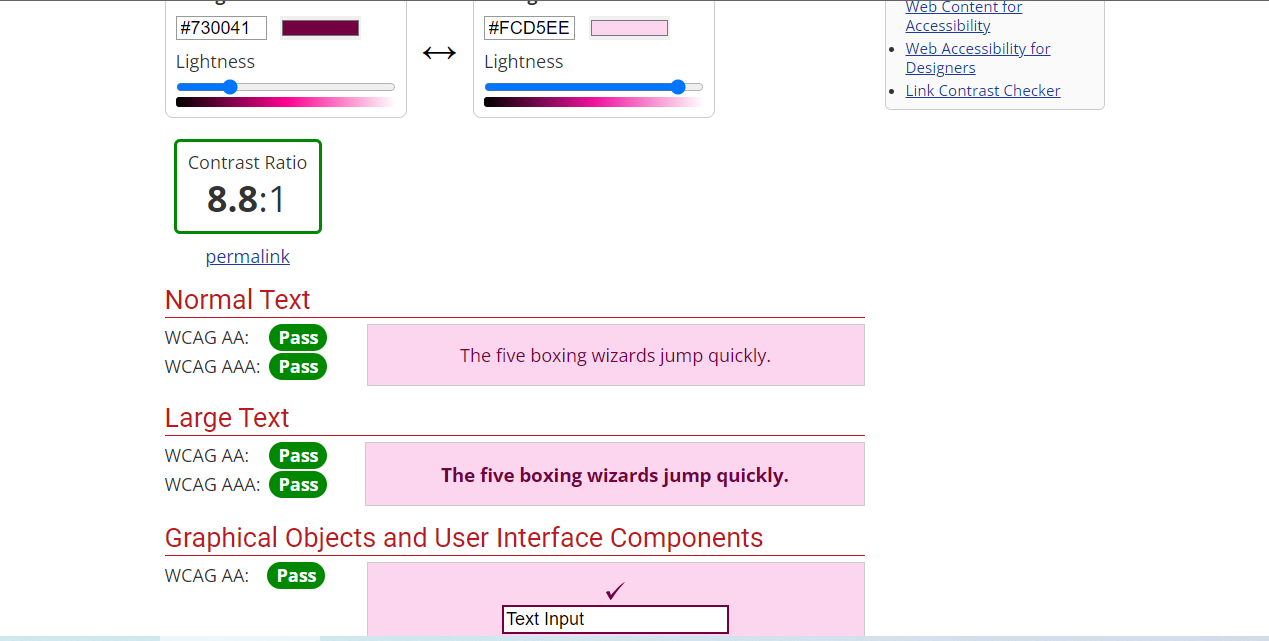 #730041
#FCD5EE
Lightness
Lightness
Web Content for
Accessibility
Web Accessibility for
Designers
Link Contrast Checker
Contrast Ratio
8.8:1
permalink
Normal Text
WCAG AA: Pass
WCAG AAA: Pass
The five boxing wizards jump quickly.
Large Text
WCAG AA: Pass
WCAG AAA: Pass
The five boxing wizards jump quickly.
Graphical Objects and User Interface Components
WCAG AA: Pass
✓
Text Input